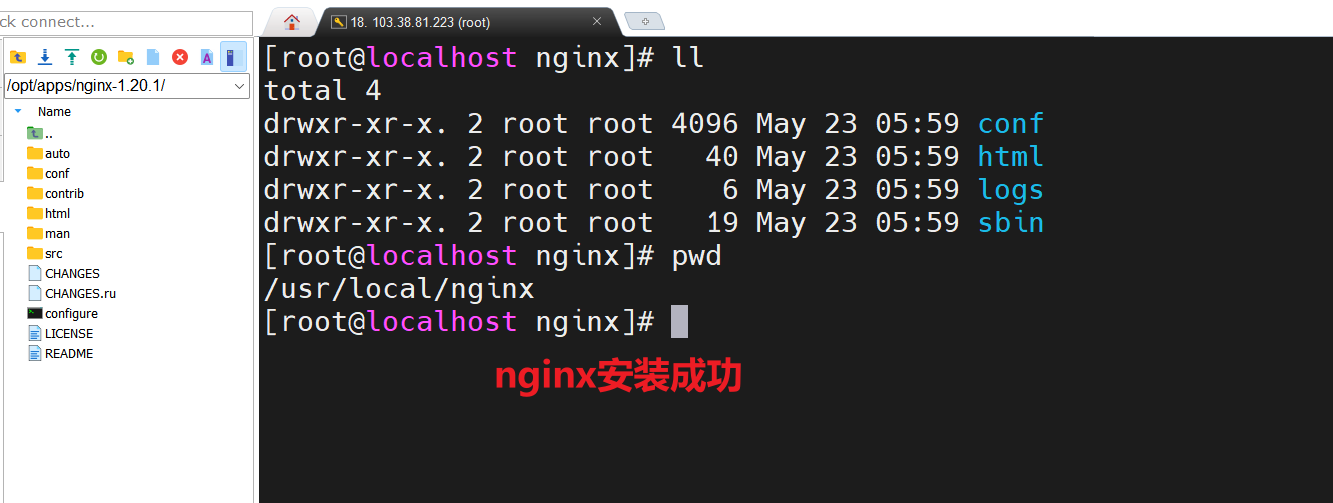 ck connect...
18. 103.38.81.223 (root)
/opt/apps/nginx-1.20.1/
Name
..
auto
conf
contrib
html
man
src
CHANGES
CHANGES.ru
configure
LICENSE
README
[root@localhost nginx]# ll
total 4
drwxr-xr-x. 2 root root 4096 May 23 05:59 conf
drwxr-xr-x. 2 root root   40 May 23 05:59 html
drwxr-xr-x. 2 root root    6 May 23 05:59 logs
drwxr-xr-x. 2 root root   19 May 23 05:59 sbin
[root@localhost nginx]# pwd
/usr/local/nginx
[root@localhost nginx]#
nginx安装成功